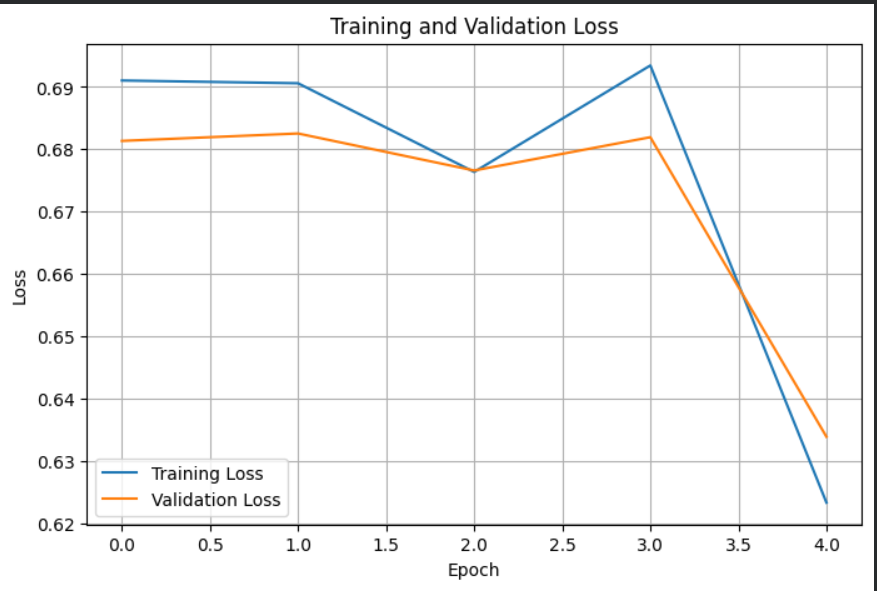 Training and Validation Loss
0.69
0.68
0.67
0.66
0.65
0.64
0.63
0.62
Loss
Training Loss
Validation Loss
0.0 0.5 1.0 1.5 2.0 2.5 3.0 3.5 4.0
Epoch